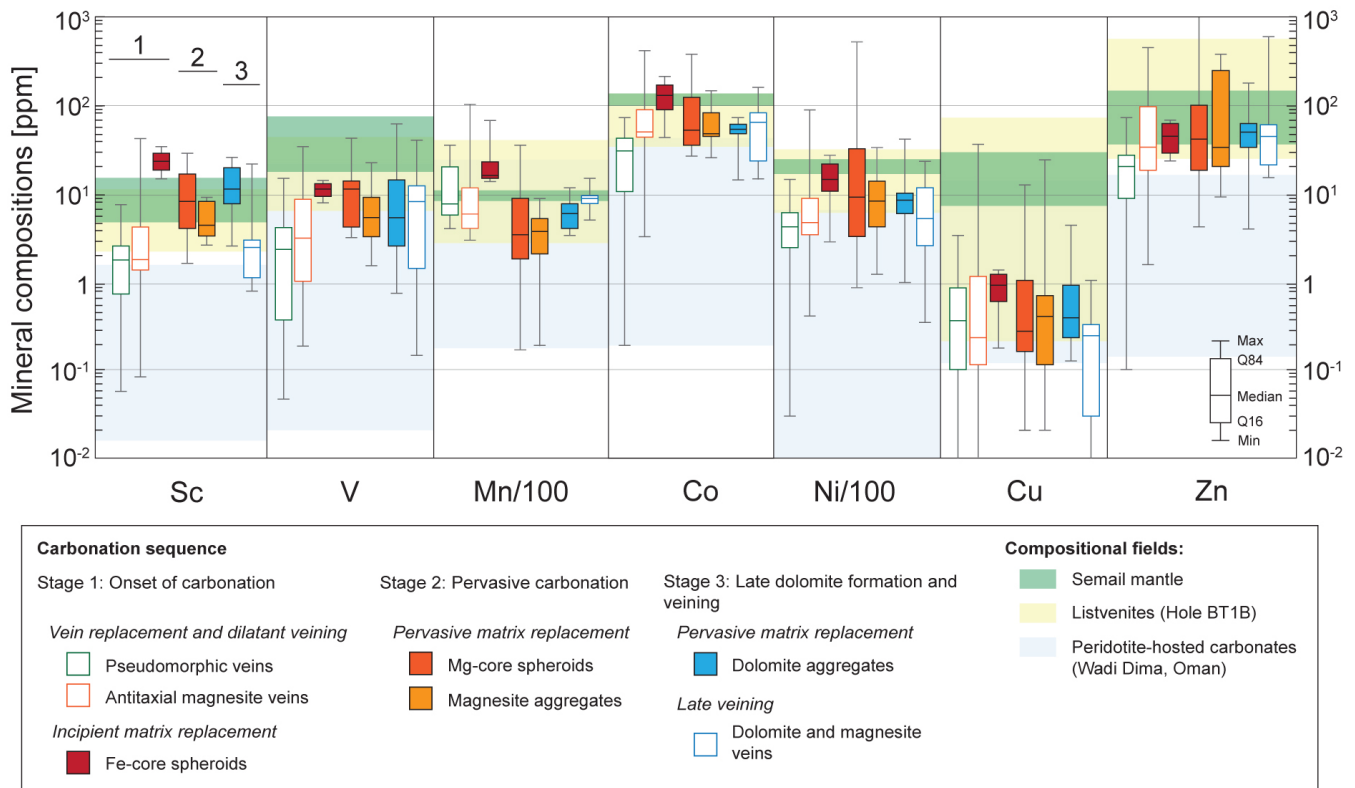 Mineral compositions [ppm]
10³
10²
10
1
10⁻¹
10⁻²
1
2
3
10³
10²
10
1
10⁻¹
10⁻²
Max
Q84
Median
Q16
Min
Sc V Mn/100 Co Ni/100 Cu Zn
Carbonation sequence
Stage 1: Onset of carbonation
Vein replacement and dilatant veining
Pseudomorphic veins
Antitaxial magnesite veins
Incipient matrix replacement
Fe-core spheroids
Stage 2: Pervasive carbonation
Pervasive matrix replacement
Mg-core spheroids
Magnesite aggregates
Stage 3: Late dolomite formation and
veining
Pervasive matrix replacement
Dolomite aggregates
Late veining
Dolomite and magnesite
veins
Compositional fields:
Semail mantle
Listvenites (Hole BT1B)
Peridotite-hosted carbonates
(Wadi Dima, Oman)